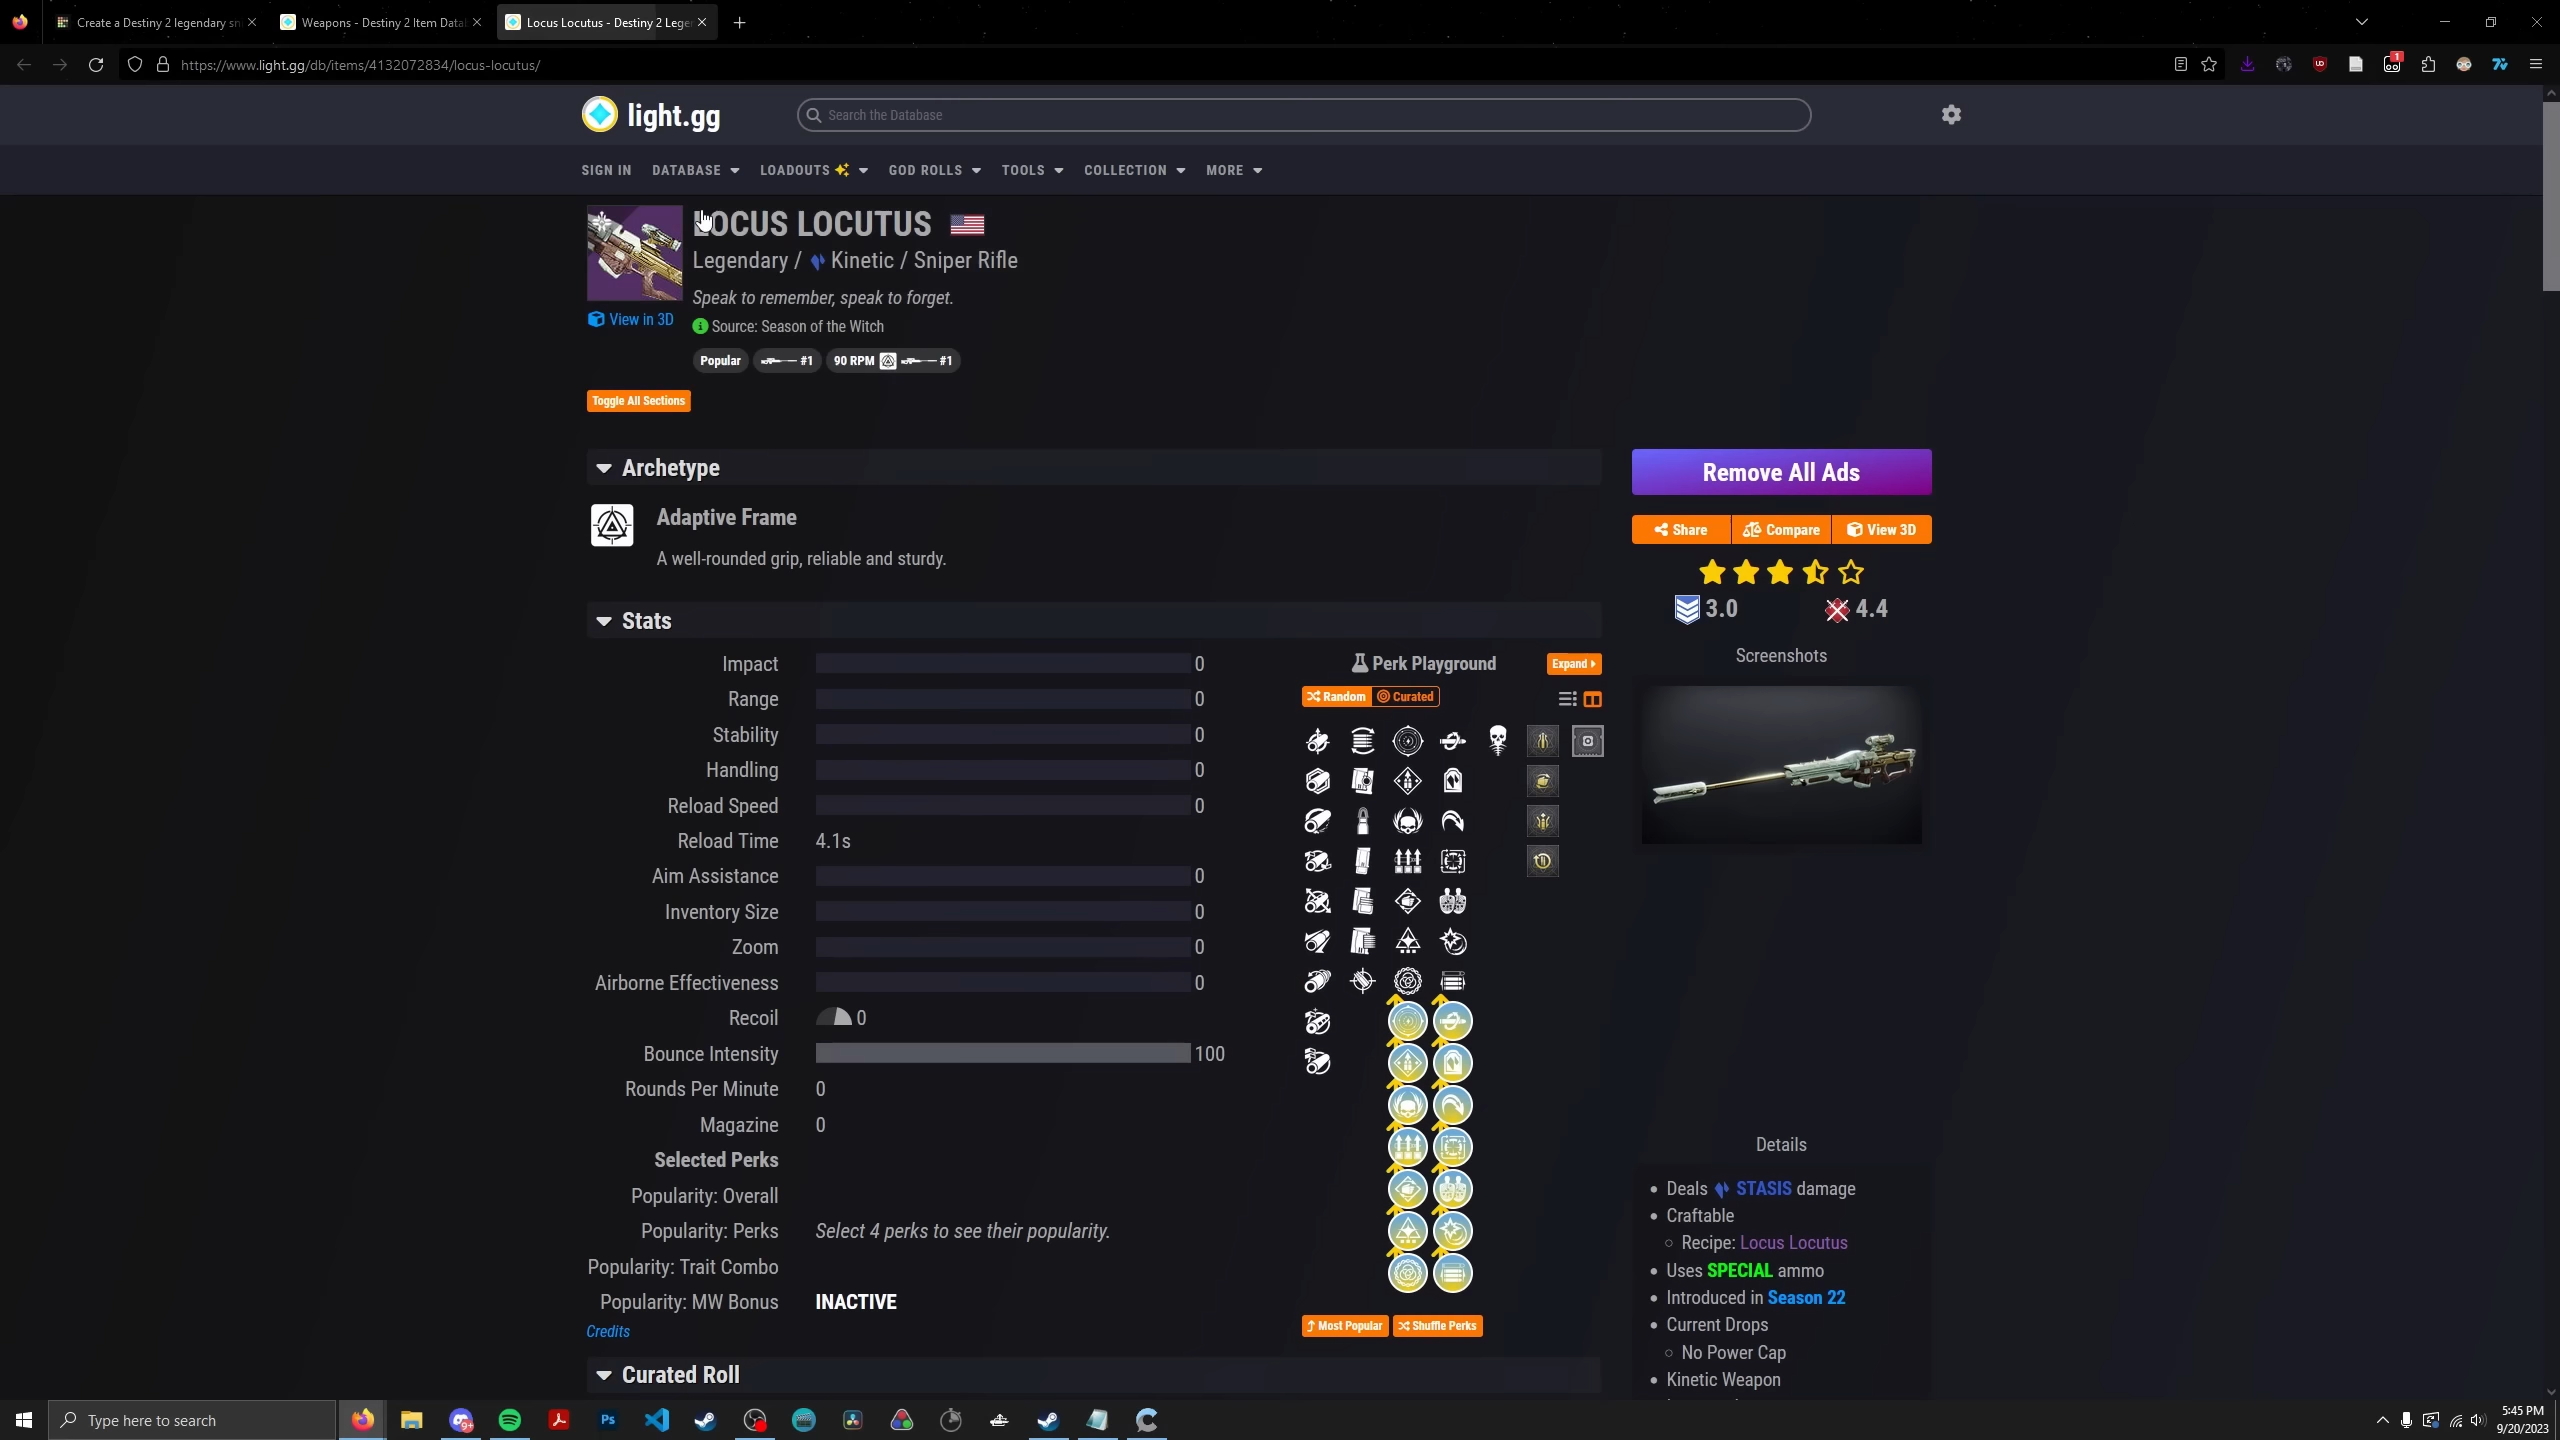 Create a Destiny 2 legendary sn
Weapons - Destiny 2 Item Data
Locus Locutus - Destiny 2 Lege
https://www.light.gg/db/items/4132072834/locus-locutus/
1
light.gg
Search the Database
SIGN IN DATABASE LOADOUTS GOD ROLLS TOOLS COLLECTION MORE
LOCUS LOCUTUS
Legendary / Kinetic / Sniper Rifle
Speak to remember, speak to forget.
View in 3D
Source: Season of the Witch
Popular #1 90 RPM #1
Toggle All Sections
Archetype
Adaptive Frame
A well-rounded grip, reliable and sturdy.
Remove All Ads
Share Compare View 3D
3.0 4.4
Screenshots
Stats
Impact 0
Range 0
Stability 0
Handling 0
Reload Speed 0
Reload Time 4.1s
Aim Assistance 0
Inventory Size 0
Zoom 0
Airborne Effectiveness 0
Recoil 0
Bounce Intensity 100
Rounds Per Minute 0
Magazine 0
Selected Perks
Popularity: Overall
Popularity: Perks Select 4 perks to see their popularity.
Popularity: Trait Combo
Popularity: MW Bonus INACTIVE
Credits
Perk Playground Expand
Random Curated
Most Popular Shuffle Perks
Details
Deals STASIS damage
Craftable
Recipe: Locus Locutus
Uses SPECIAL ammo
Introduced in Season 22
Current Drops
No Power Cap
Kinetic Weapon
Curated Roll
Type here to search
9+
Ps
5:45 PM
9/20/2023